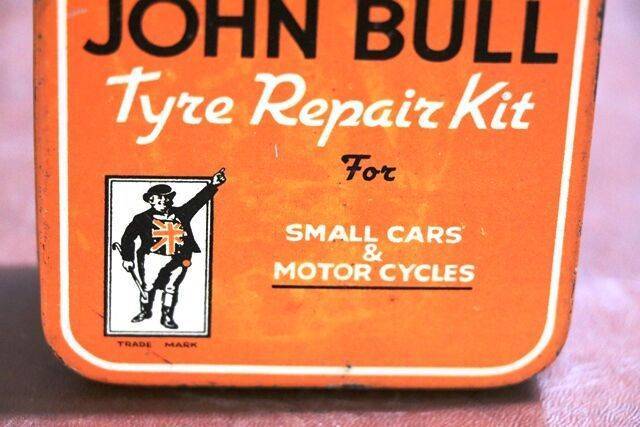 JOHN BULL
Tyre Repair Kit
For
SMALL CARS
&
MOTOR CYCLES
TRADE MARK